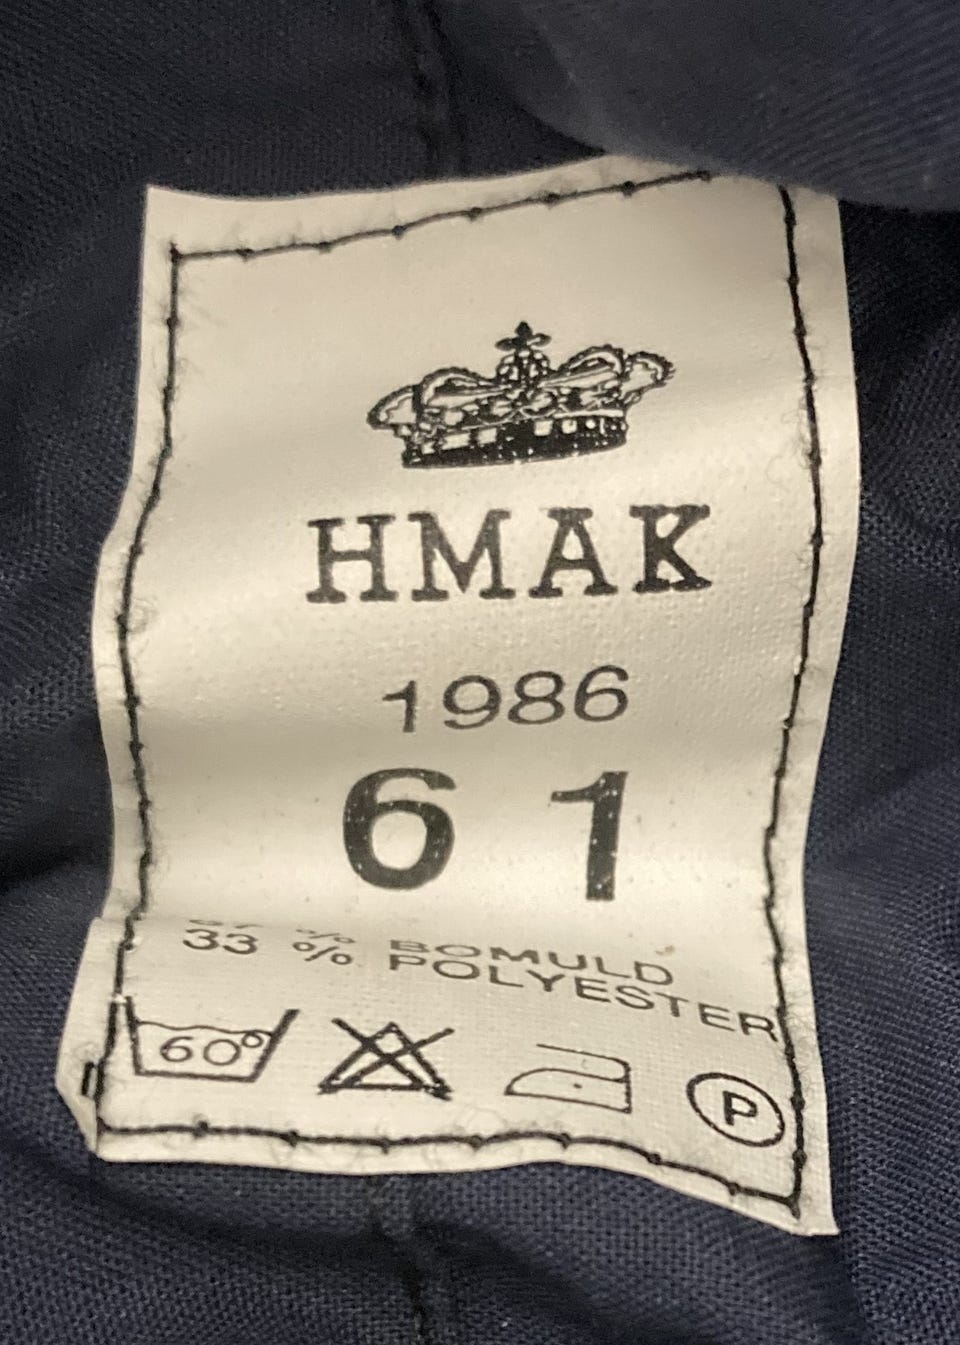 HMAK
1986
61
% BOMULD
33 % POLYESTER
60°
P